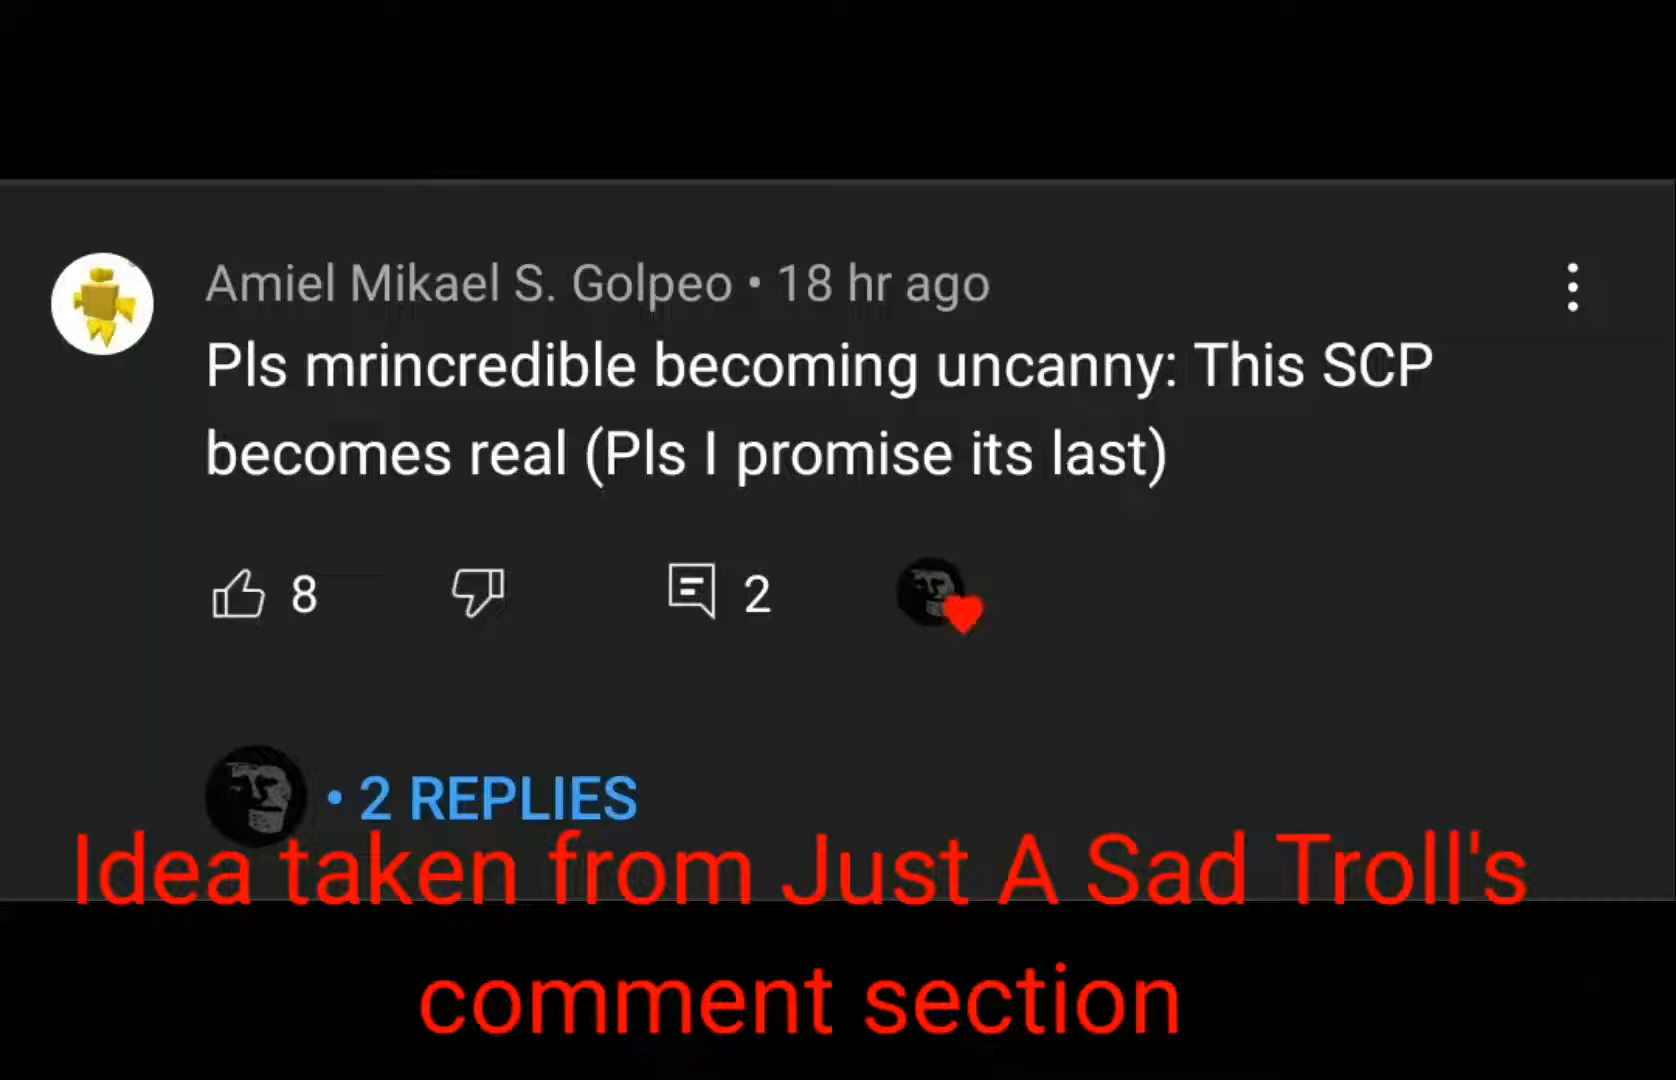 Amiel Mikael S. Golpeo • 18 hr ago
Pls mrincredible becoming uncanny: This SCP
becomes real (Pls I promise its last)
8 2
• 2 REPLIES
Idea taken from Just A Sad Troll's
comment section